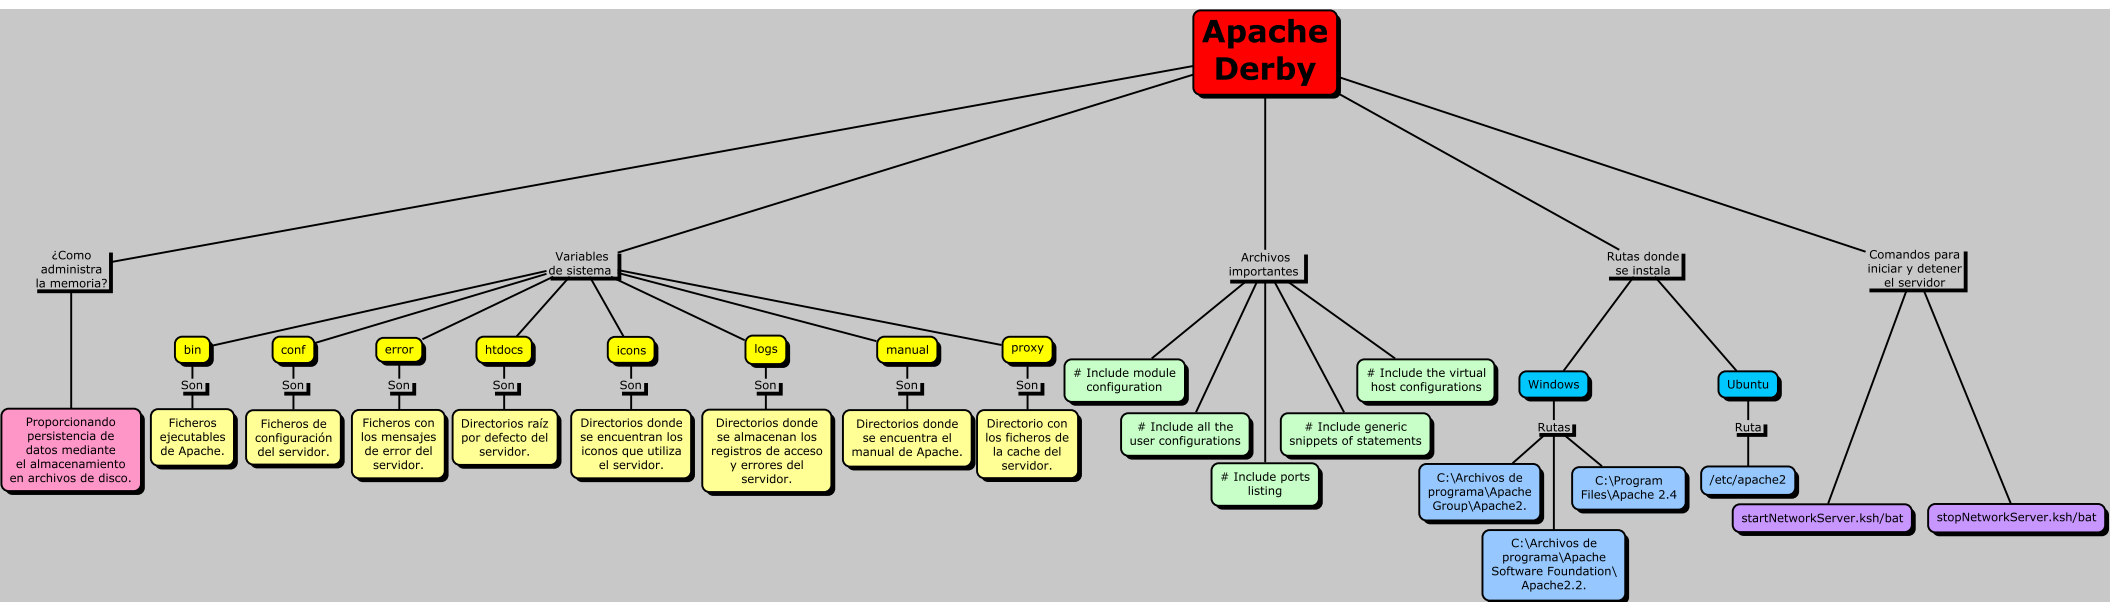 Apache
Derby
¿Como
administra
la memoria?
Variables
de sistema
Archivos
importantes
Rutas donde
se instala
Comandos para
iniciar y detener
el servidor
Proporcionando
persistencia de
datos mediante
el almacenamiento
en archivos de disco.
bin
Son
Ficheros
ejecutables
de Apache.
conf
Son
Ficheros de
configuración
del servidor.
error
Son
Ficheros con
los mensajes
de error del
servidor.
htdocs
Son
Directorios raíz
por defecto del
servidor.
icons
Son
Directorios donde
se encuentran los
iconos que utiliza
el servidor.
logs
Son
Directorios donde
se almacenan los
registros de acceso
y errores del
servidor.
manual
Son
Directorios donde
se encuentra el
manual de Apache.
proxy
Son
Directorio con
los ficheros de
la cache del
servidor.
# Include module
configuration
# Include all the
user configurations
# Include ports
listing
# Include generic
snippets of statements
# Include the virtual
host configurations
Windows
Rutas
C:\Archivos de
programa\Apache
Group\Apache2.
C:\Archivos de
programa\Apache
Software Foundation\
Apache2.2.
C:\Program
Files\Apache 2.4
Ubuntu
Ruta
/etc/apache2
startNetworkServer.ksh/bat
stopNetworkServer.ksh/bat